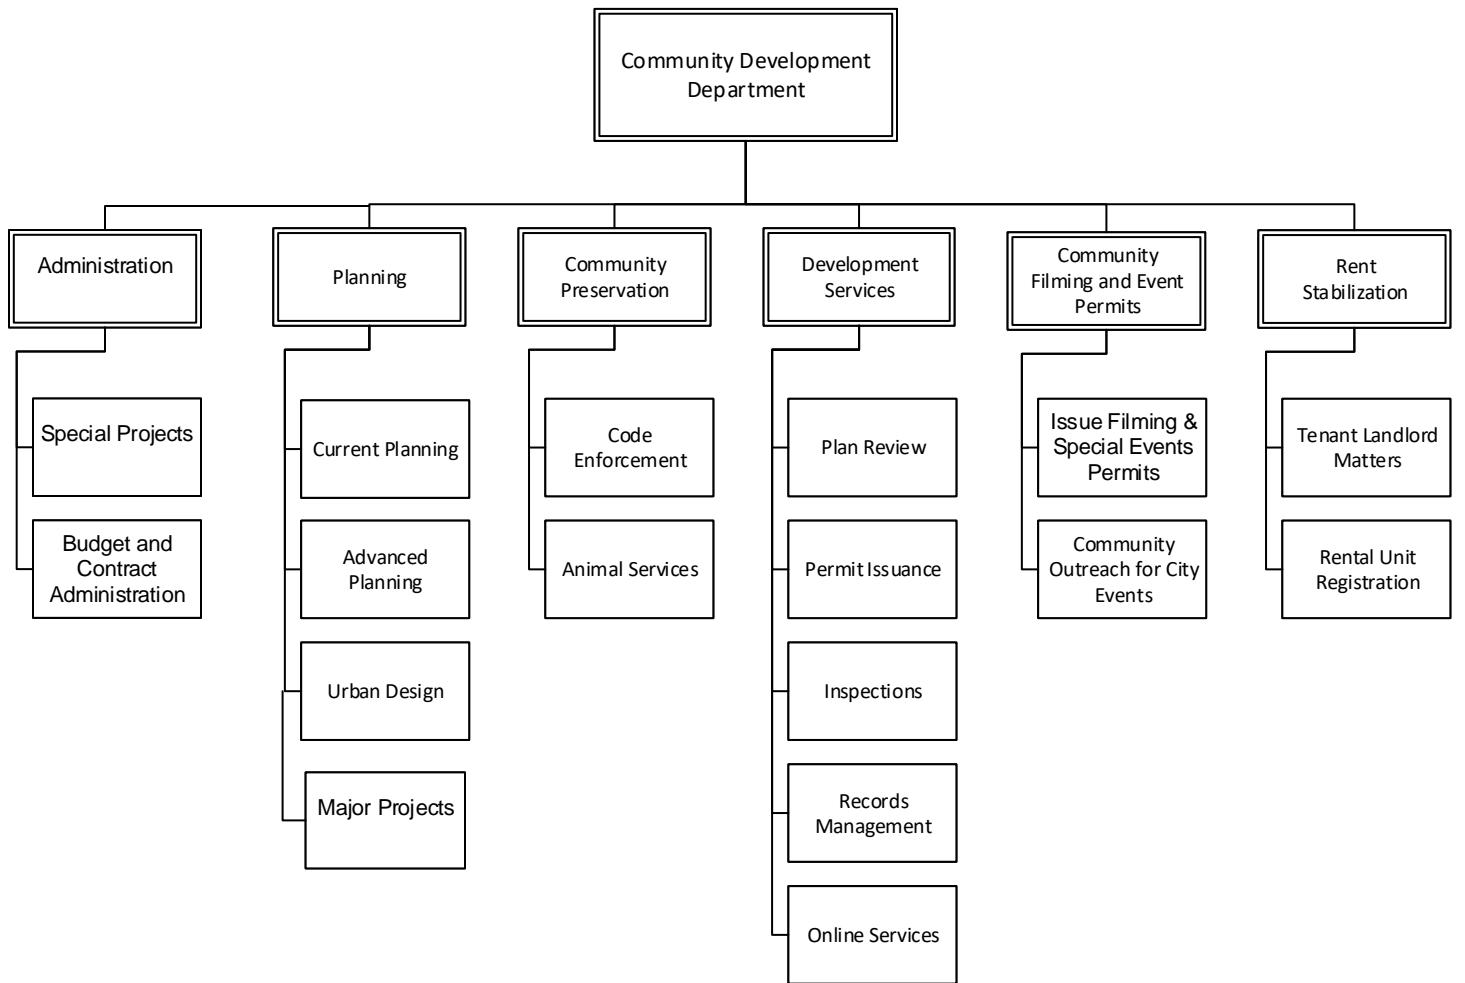 Community Development
Department
Administration
Planning
Community
Preservation
Development
Services
Community
Filming and Event
Permits
Rent
Stabilization
Special Projects
Budget and
Contract
Administration
Current Planning
Advanced
Planning
Urban Design
Major Projects
Code
Enforcement
Animal Services
Plan Review
Permit Issuance
Inspections
Records
Management
Online Services
Issue Filming &
Special Events
Permits
Community
Outreach for City
Events
Tenant Landlord
Matters
Rental Unit
Registration